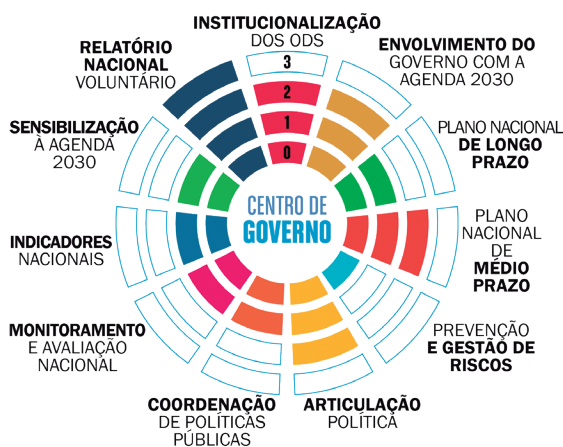 INSTITUCIONALIZAÇÃO
DOS ODS
3
2
1
0
ENVOLVIMENTO DO
GOVERNO COM A
AGENDA 2030
PLANO NACIONAL
DE LONGO
PRAZO
PLANO
NACIONAL
DE
MÉDIO
PRAZO
PREVENÇÃO
E GESTÃO DE
RISCOS
ARTICULAÇÃO
POLÍTICA
COORDENAÇÃO
DE POLÍTICAS
PÚBLICAS
MONITORAMENTO
E AVALIAÇÃO
NACIONAL
INDICADORES
NACIONAIS
SENSIBILIZAÇÃO
À AGENDA
2030
RELATÓRIO
NACIONAL
VOLUNTÁRIO
CENTRO DE
GOVERNO